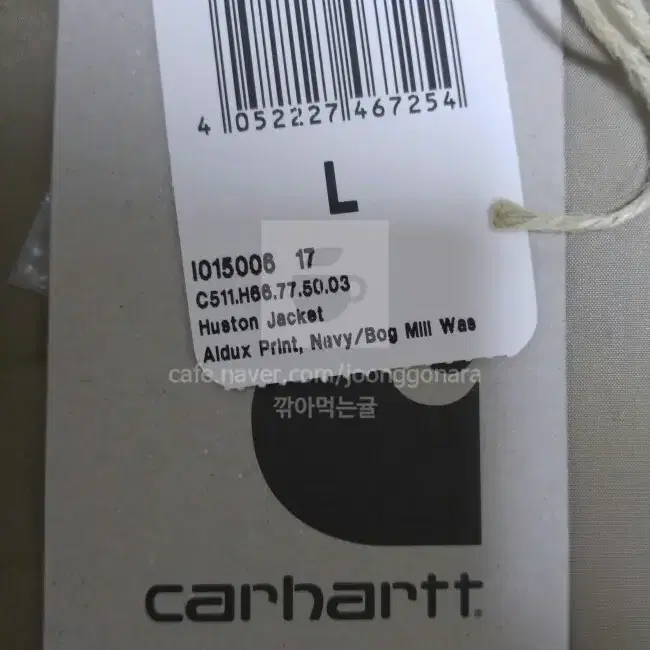 4 052227 467254
L
I015006 17
C511.H66.77.50.03
Huston Jacket
Aldux Print, Navy/Bog Mill Was
cafe.naver.com/joonggonara
깎아먹는귤
carhartt.